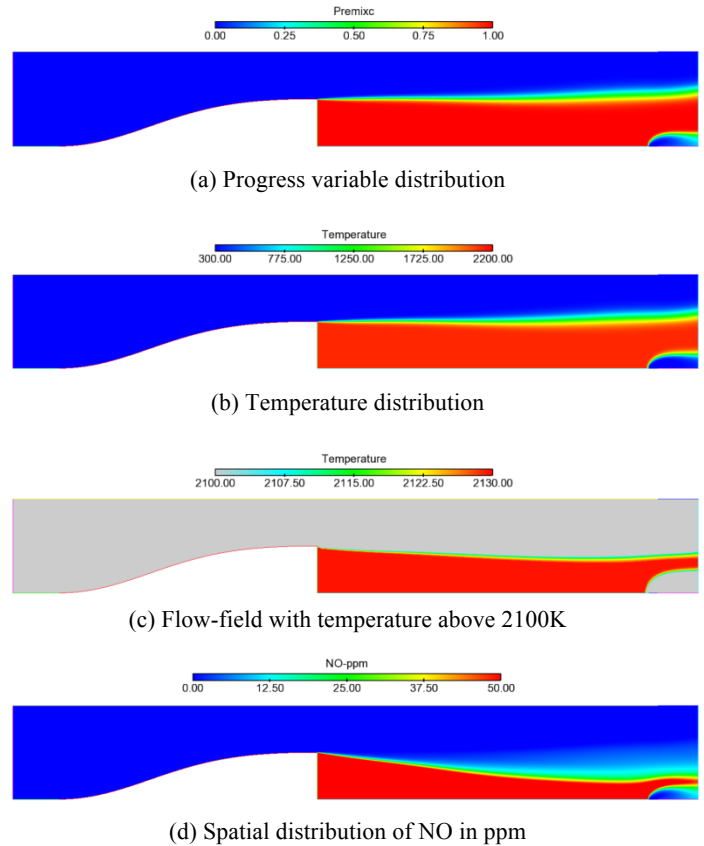 Premixc
0.00 0.25 0.50 0.75 1.00
(a) Progress variable distribution
Temperature
300.00 775.00 1250.00 1725.00 2200.00
(b) Temperature distribution
Temperature
2100.00 2107.50 2115.00 2122.50 2130.00
(c) Flow-field with temperature above 2100K
NO-ppm
0.00 12.50 25.00 37.50 50.00
(d) Spatial distribution of NO in ppm